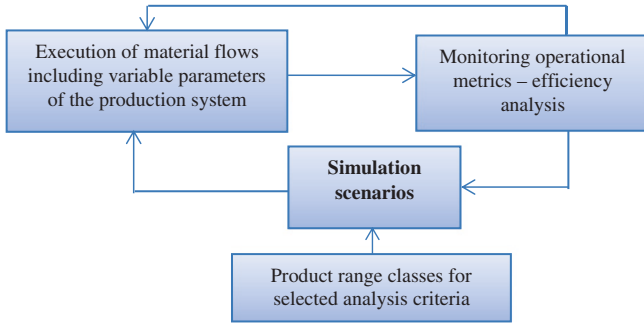 Execution of material flows
including variable parameters
of the production system
Monitoring operational
metrics – efficiency
analysis
Simulation
scenarios
Product range classes for
selected analysis criteria